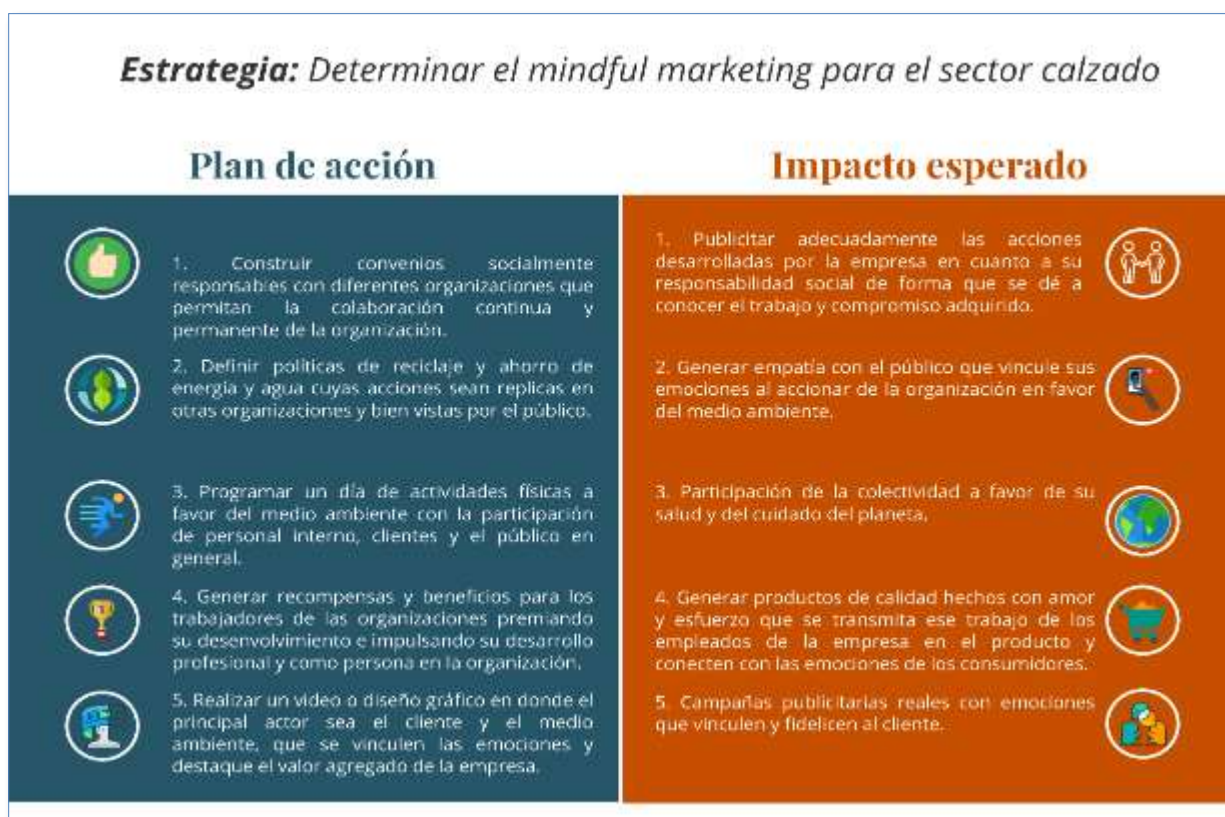 Estrategia: Determinar el mindful marketing para el sector calzado
Plan de acción
1. Construir convenios socialmente
responsables con diferentes organizaciones que
permitan la colaboración continua y
permanente de la organización.
2. Definir políticas de reciclaje y ahorro de
energía y agua cuyas acciones sean replicas en
otras organizaciones y bien vistas por el público.
3. Programar un día de actividades físicas a
favor del medio ambiente con la participación
de personal interno, clientes y el público en
general.
4. Generar recompensas y beneficios para los
trabajadores de las organizaciones premiando
su desenvolvimiento e impulsando su desarrollo
profesional y como persona en la organización.
5. Realizar un video o diseño gráfico en donde el
principal actor sea el cliente y el medio
ambiente, que se vinculen las emociones y
destaque el valor agregado de la empresa.
Impacto esperado
1. Publicitar adecuadamente las acciones
desarrolladas por la empresa en cuanto a su
responsabilidad social de forma que se dé a
conocer el trabajo y compromiso adquirido.
2. Generar empatía con el público que vincule sus
emociones al accionar de la organización en favor
del medio ambiente.
3. Participación de la colectividad a favor de su
salud y del cuidado del planeta,
4. Generar productos de calidad hechos con amor
y esfuerzo que se transmita ese trabajo de los
empleados de la empresa en el producto y
conecten con las emociones de los consumidores.
5. Campañas publicitarias reales con emociones
que vinculen y fidelicen al cliente.